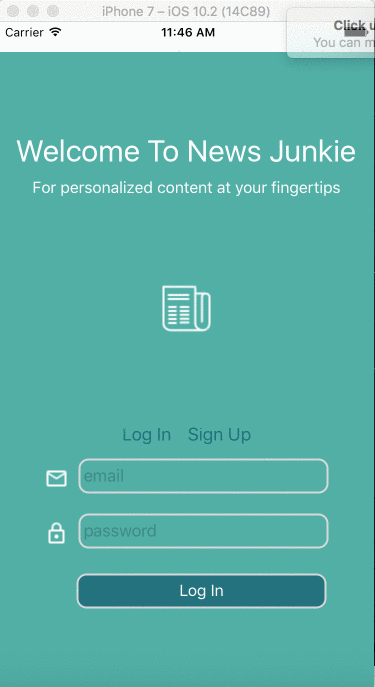 iPhone 7 – iOS 10.2 (14C89)
Carrier 11:46 AM
Click
You can
Welcome To News Junkie
For personalized content at your fingertips
Log In Sign Up
email
password
Log In